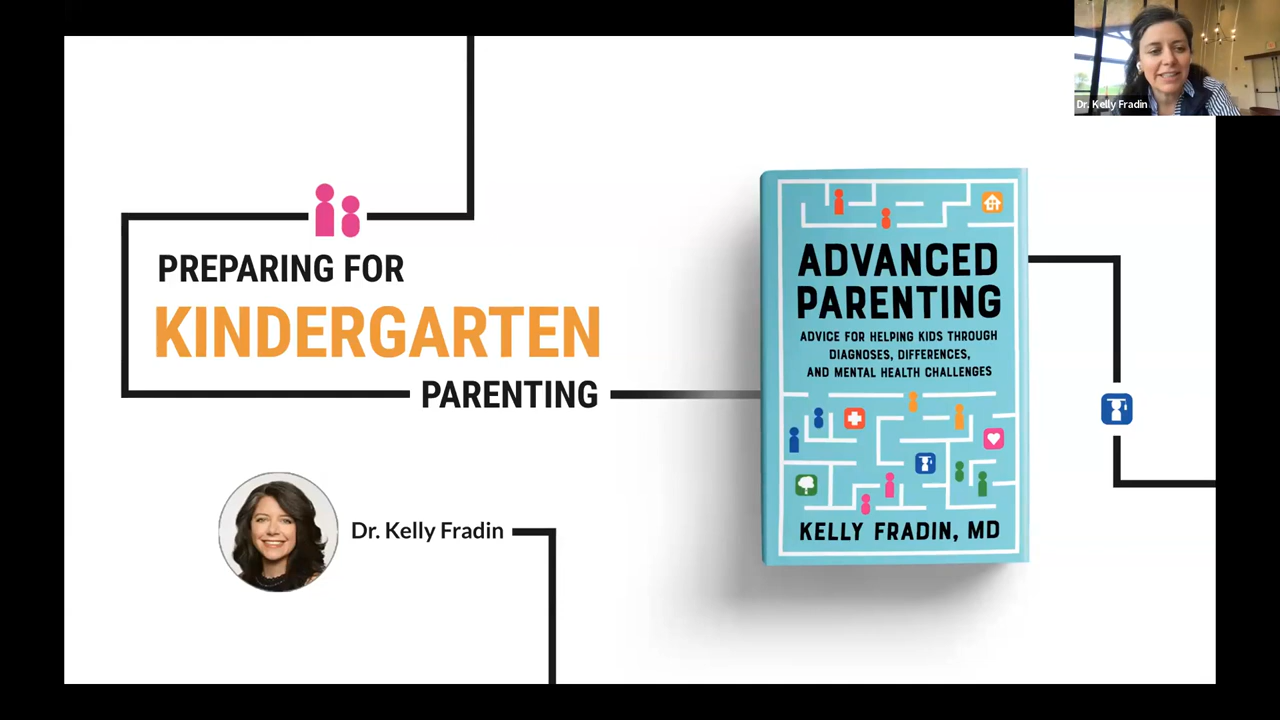 Dr. Kelly Fradin
PREPARING FOR
KINDERGARTEN
PARENTING
Dr. Kelly Fradin
ADVANCED
PARENTING
ADVICE FOR HELPING KIDS THROUGH
DIAGNOSES, DIFFERENCES,
AND MENTAL HEALTH CHALLENGES
KELLY FRADIN, MD